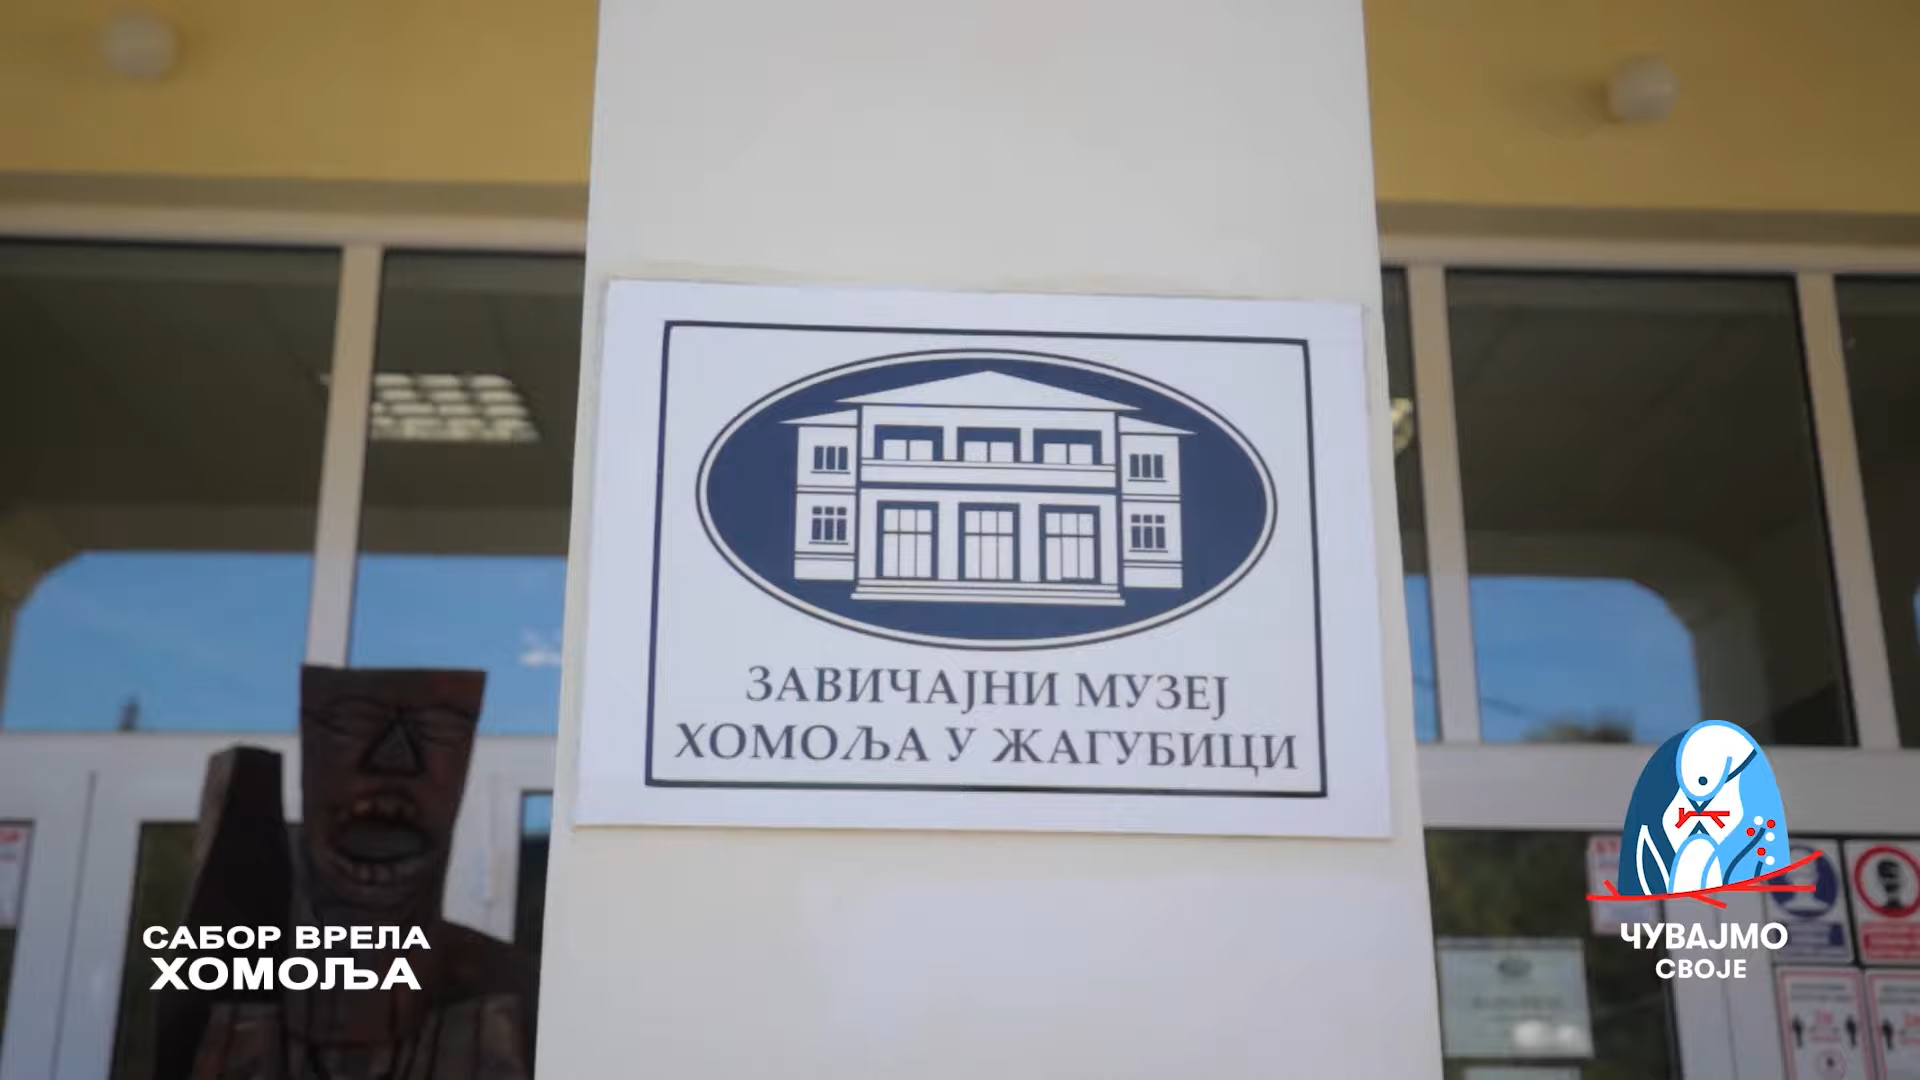 ЗАВИЧАЈНИ МУЗЕЈ
ХОМОЉА У ЖАГУБИЦИ
САБОР ВРЕЛА
ХОМОЉА
ЧУВАЈМО
СВОЈЕ